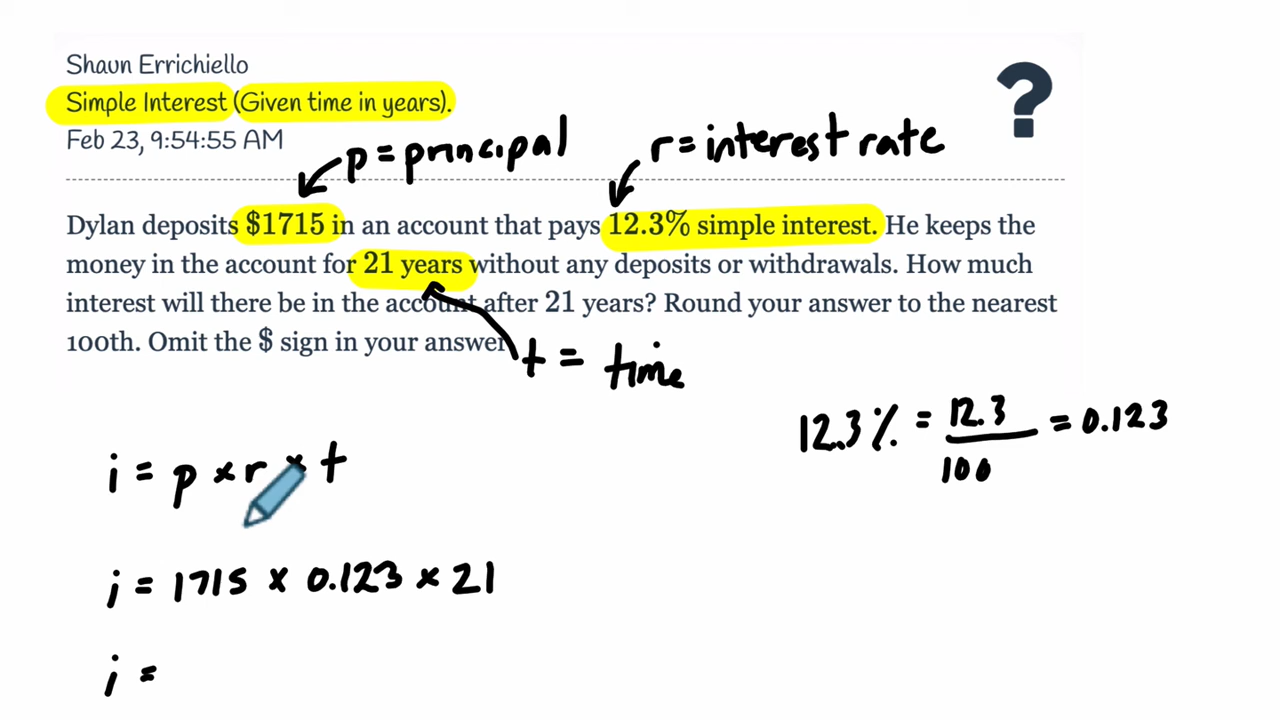 Shaun Errichiello
Simple Interest (Given time in years).
Feb 23, 9:54:55 AM
?
p = principal
r = interest rate
Dylan deposits $1715 in an account that pays 12.3% simple interest. He keeps the
money in the account for 21 years without any deposits or withdrawals. How much
interest will there be in the account after 21 years? Round your answer to the nearest
100th. Omit the $ sign in your answer
t = time
12.3% = 12.3/100 = 0.123
i = p × r × t
i = 1715 × 0.123 × 21
i =